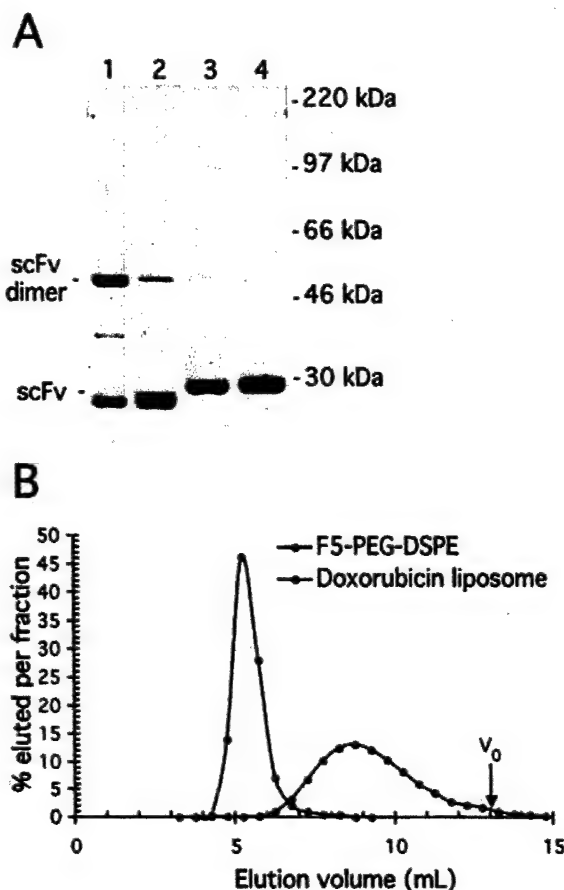 A
1 2 3 4
220 kDa
97 kDa
66 kDa
scFv
dimer
46 kDa
scFv
30 kDa
B
50
45
40
35
30
25
20
15
10
5
0
% eluted per fraction
F5-PEG-DSPE
Doxorubicin liposome
V0
0 5 10 15
Elution volume (mL)